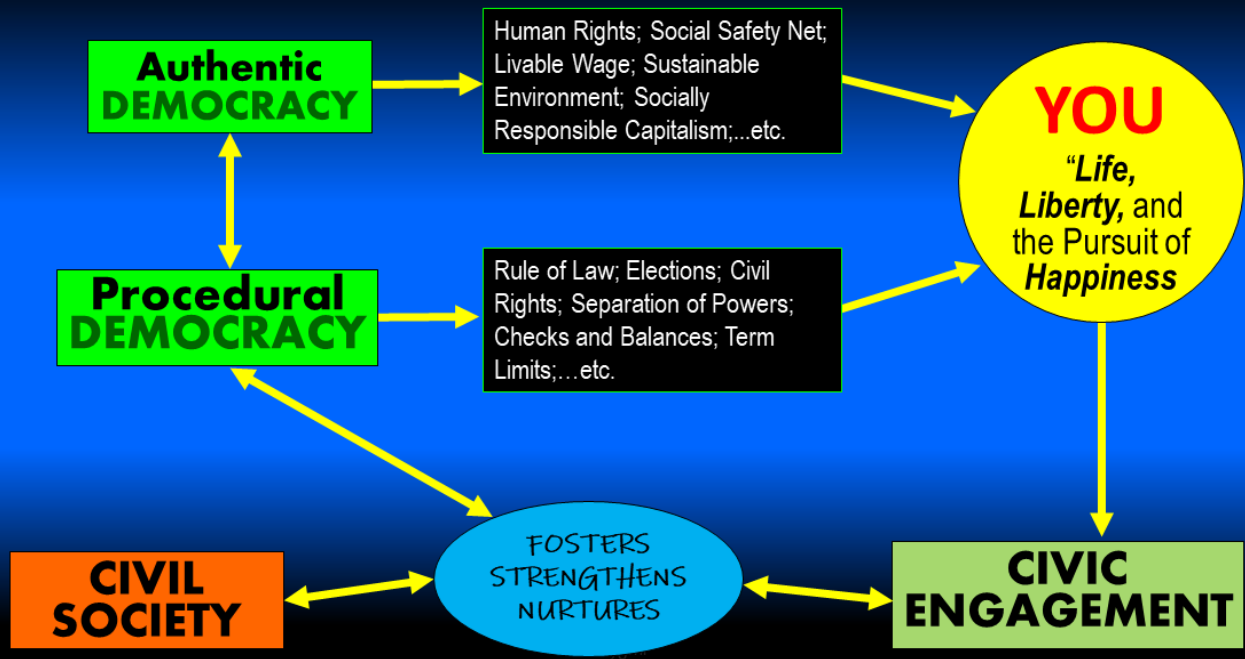 Authentic
DEMOCRACY
Human Rights; Social Safety Net;
Livable Wage; Sustainable
Environment; Socially
Responsible Capitalism;...etc.
YOU
“Life,
Liberty, and
the Pursuit of
Happiness
Procedural
DEMOCRACY
Rule of Law; Elections; Civil
Rights; Separation of Powers;
Checks and Balances; Term
Limits;…etc.
FOSTERS
STRENGTHENS
NURTURES
CIVIL
SOCIETY
CIVIC
ENGAGEMENT